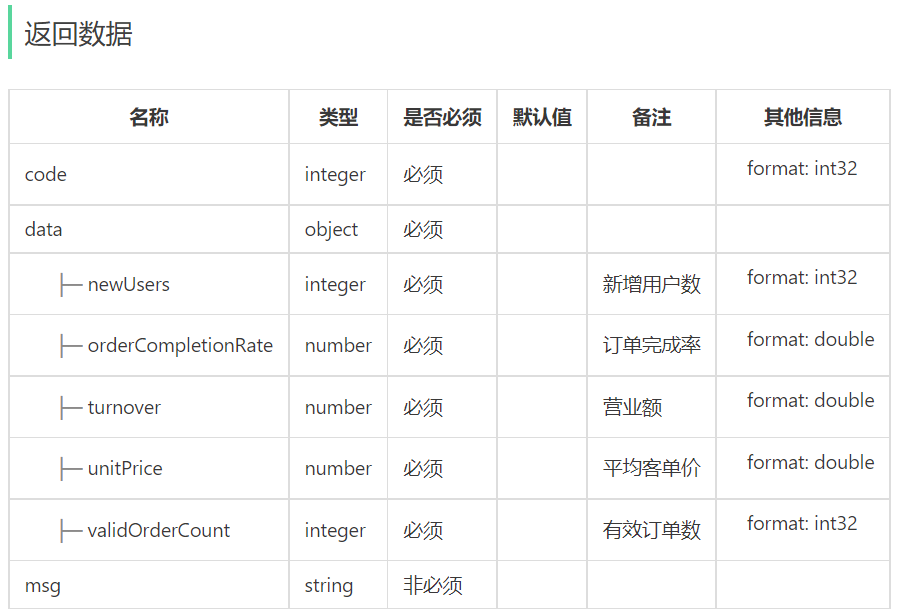 返回数据
名称 类型 是否必须 默认值 备注 其他信息
code integer 必须 format: int32
data object 必须
├─ newUsers integer 必须 新增用户数 format: int32
├─ orderCompletionRate number 必须 订单完成率 format: double
├─ turnover number 必须 营业额 format: double
├─ unitPrice number 必须 平均客单价 format: double
├─ validOrderCount integer 必须 有效订单数 format: int32
msg string 非必须